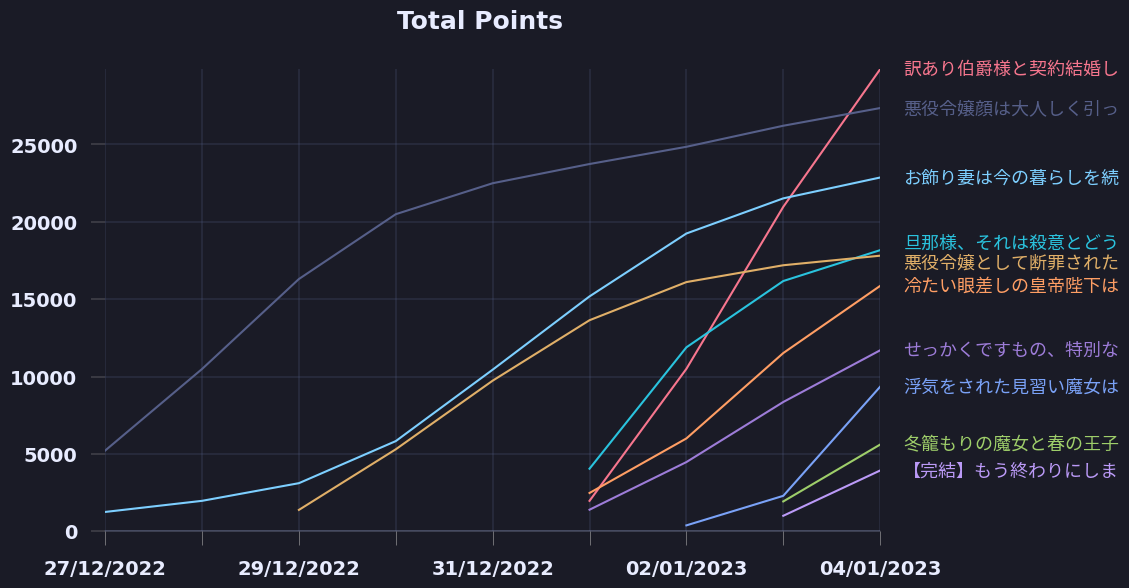 Total Points
訳あり伯爵様と契約結婚し
悪役令嬢顔は大人しく引っ
25000
お飾り妻は今の暮らしを続
20000
旦那様、それは殺意とどう
悪役令嬢として断罪された
冷たい眼差しの皇帝陛下は
15000
せっかくですもの、特別な
10000
浮気をされた見習い魔女は
冬籠もりの魔女と春の王子
5000
【完結】もう終わりにしま
0
27/12/2022 29/12/2022 31/12/2022 02/01/2023 04/01/2023